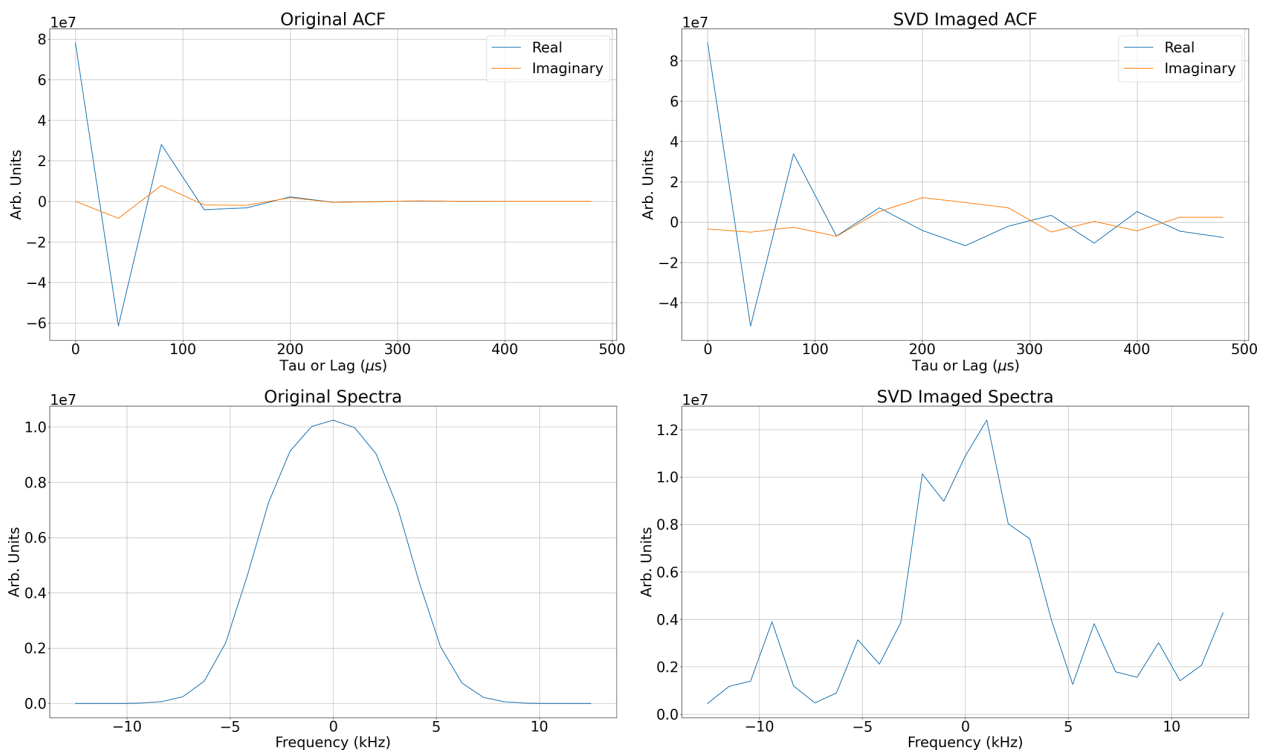 Original ACF
1e7
Real
Imaginary
8
6
4
2
0
−2
−4
−6
Arb. Units
0 100 200 300 400 500
Tau or Lag (μs)
SVD Imaged ACF
1e7
Real
Imaginary
8
6
4
2
0
−2
−4
Arb. Units
0 100 200 300 400 500
Tau or Lag (μs)
Original Spectra
1e7
1.0
0.8
0.6
0.4
0.2
0.0
Arb. Units
−10 −5 0 5 10
Frequency (kHz)
SVD Imaged Spectra
1e7
1.2
1.0
0.8
0.6
0.4
0.2
0.0
Arb. Units
−10 −5 0 5 10
Frequency (kHz)